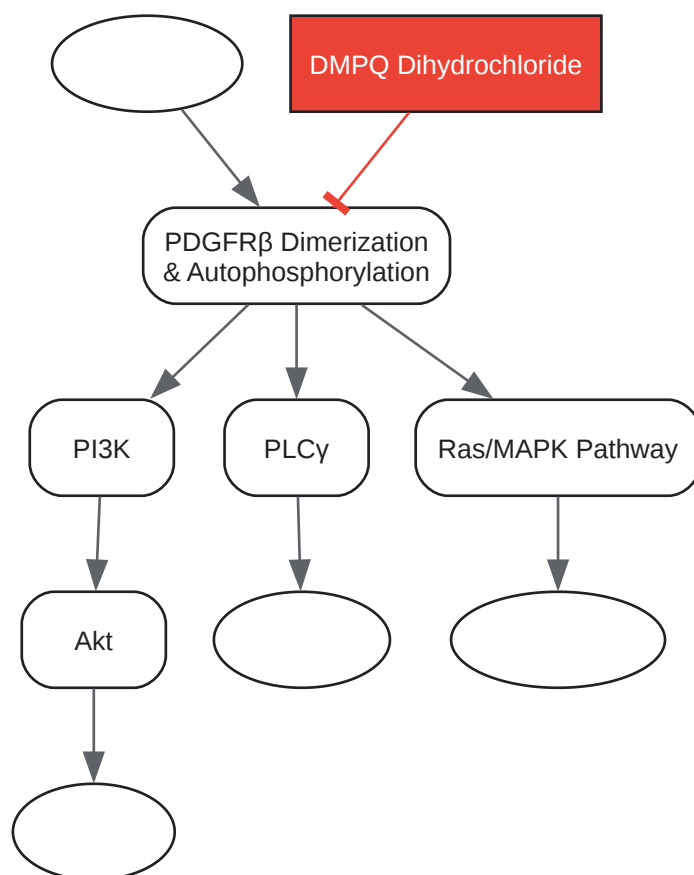 DMPQ Dihydrochloride
PDGFRβ Dimerization
& Autophosphorylation
PI3K
PLCγ
Ras/MAPK Pathway
Akt